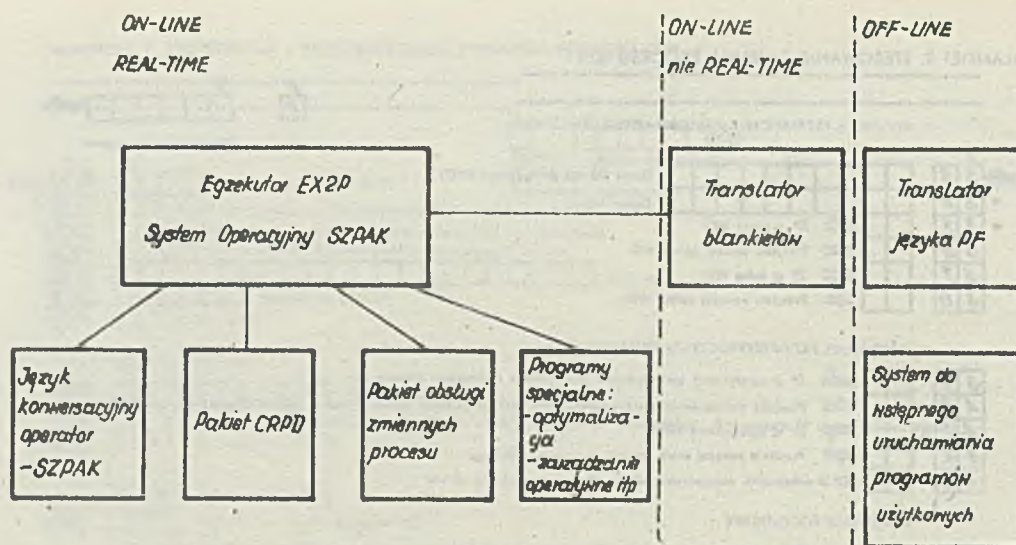 ON-LINE
REAL-TIME
ON-LINE
nie REAL-TIME
OFF-LINE
Egzekutor EX2P
System Operacyjny SZPAK
Translator
blankietów
Translator
języka PF
Język
konwersacyjny
operator
-SZPAK
Pakiet CRPD
Pakiet obsługi
zmiennych
procesu
Programy
specjalne:
-optymaliza
cja
-zarządzanie
operatywne itp
System do
wstępnego
uruchamiania
programów
użytkowych